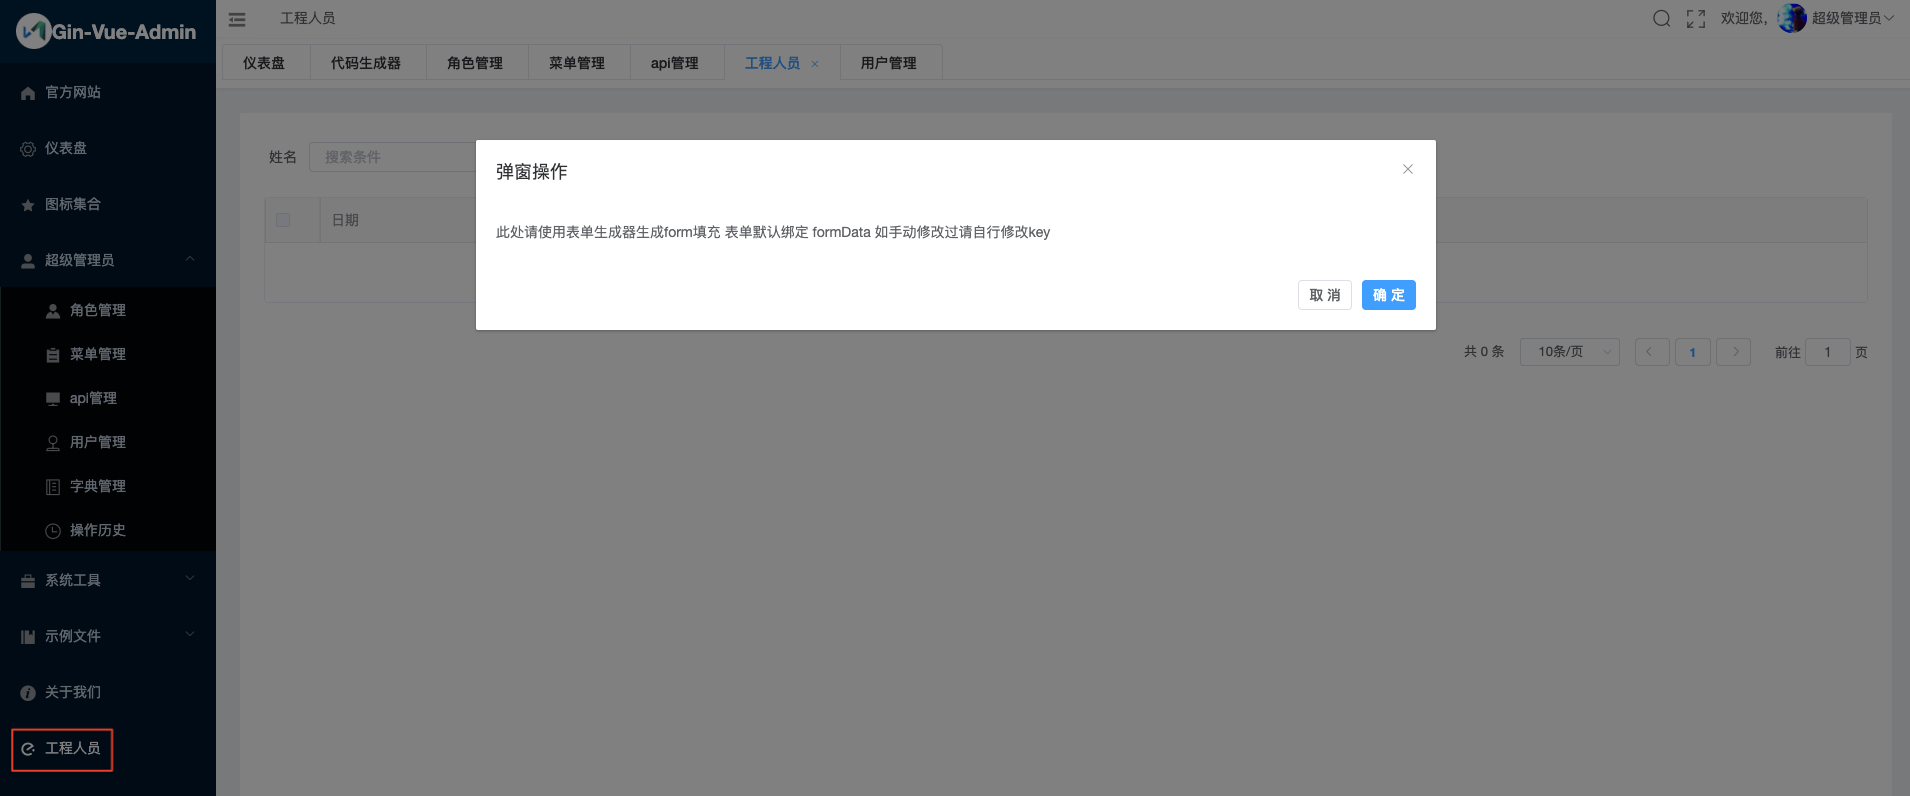 Gin-Vue-Admin
工程人员
欢迎您,
超级管理员
仪表盘
代码生成器
角色管理
菜单管理
api管理
工程人员
用户管理
官方网站
仪表盘
图标集合
超级管理员
角色管理
菜单管理
api管理
用户管理
字典管理
操作历史
系统工具
示例文件
关于我们
工程人员
姓名
搜索条件
日期
弹窗操作
此处请使用表单生成器生成form填充 表单默认绑定 formData 如手动修改过请自行修改key
取 消
确 定
共 0 条
10条/页
1
前往 1 页